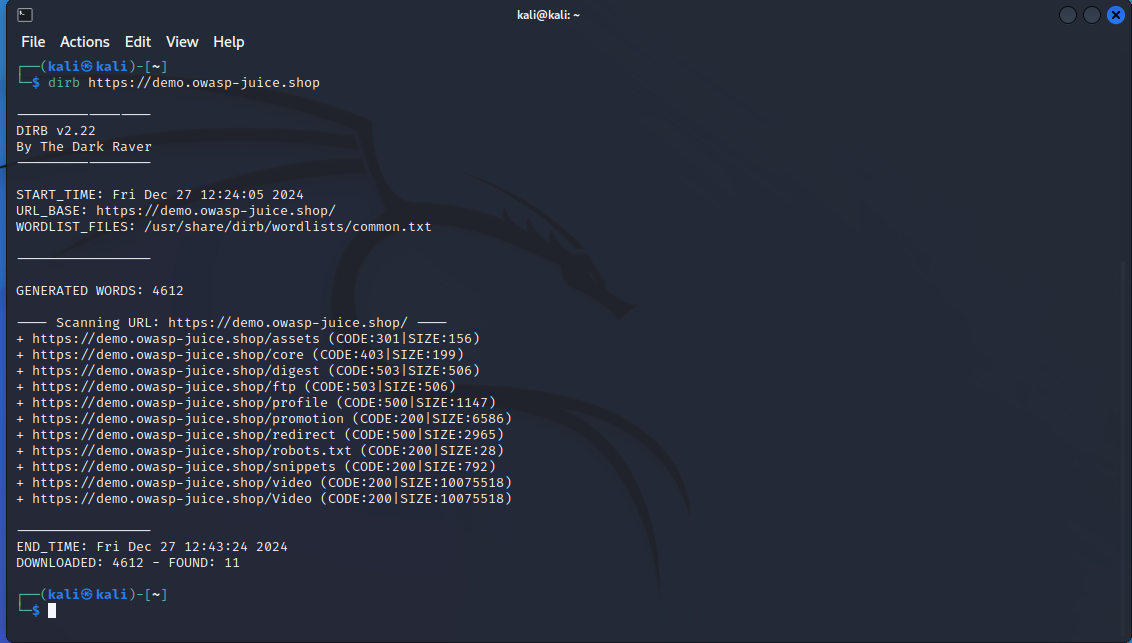 kali@kali: ~
File Actions Edit View Help
┌──(kali㉿kali)-[~]
└─$ dirb https://demo.owasp-juice.shop
-----------------
DIRB v2.22
By The Dark Raver
-----------------
START_TIME: Fri Dec 27 12:24:05 2024
URL_BASE: https://demo.owasp-juice.shop/
WORDLIST_FILES: /usr/share/dirb/wordlists/common.txt
-----------------
GENERATED WORDS: 4612
---- Scanning URL: https://demo.owasp-juice.shop/ ----
+ https://demo.owasp-juice.shop/assets (CODE:301|SIZE:156)
+ https://demo.owasp-juice.shop/core (CODE:403|SIZE:199)
+ https://demo.owasp-juice.shop/digest (CODE:503|SIZE:506)
+ https://demo.owasp-juice.shop/ftp (CODE:503|SIZE:506)
+ https://demo.owasp-juice.shop/profile (CODE:500|SIZE:1147)
+ https://demo.owasp-juice.shop/promotion (CODE:200|SIZE:6586)
+ https://demo.owasp-juice.shop/redirect (CODE:500|SIZE:2965)
+ https://demo.owasp-juice.shop/robots.txt (CODE:200|SIZE:28)
+ https://demo.owasp-juice.shop/snippets (CODE:200|SIZE:792)
+ https://demo.owasp-juice.shop/video (CODE:200|SIZE:10075518)
+ https://demo.owasp-juice.shop/Video (CODE:200|SIZE:10075518)
-----------------
END_TIME: Fri Dec 27 12:43:24 2024
DOWNLOADED: 4612 - FOUND: 11
┌──(kali㉿kali)-[~]
└─$